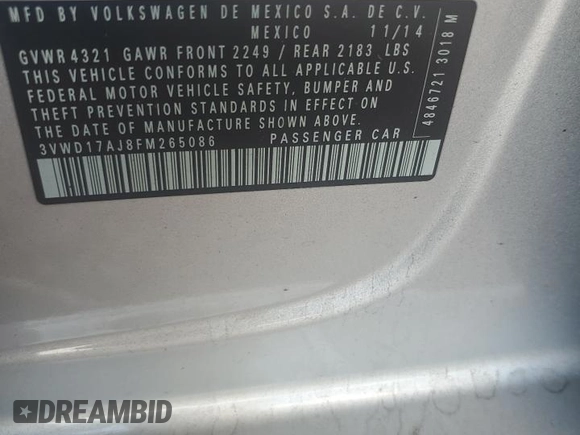 MFD BY VOLKSWAGEN DE MEXICO S.A. DE C.V.
MEXICO 11/14
GVWR 4321 GAWR FRONT 2249 / REAR 2183 LBS
THIS VEHICLE CONFORMS TO ALL APPLICABLE U.S.
FEDERAL MOTOR VEHICLE SAFETY, BUMPER AND
THEFT PREVENTION STANDARDS IN EFFECT ON
THE DATE OF MANUFACTURE SHOWN ABOVE.
3VWD17AJ8FM265086 PASSENGER CAR
4846721 3018 M
DREAMBID